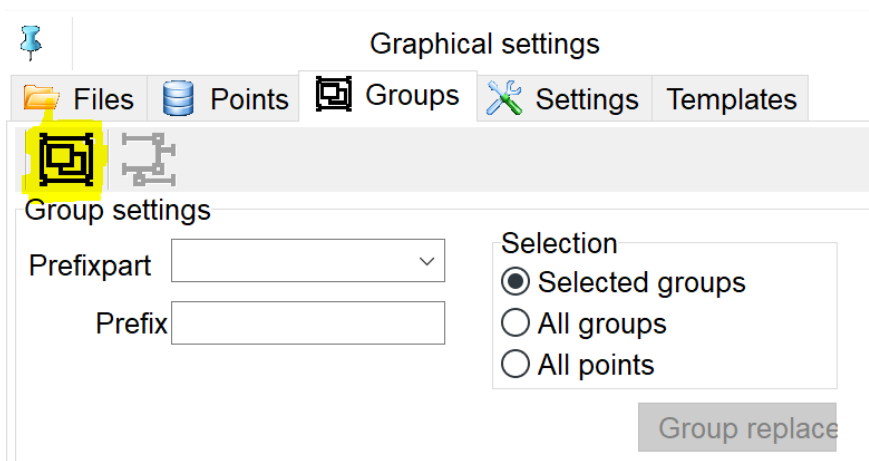 Graphical settings
Files Points Groups Settings Templates
Group settings
Prefixpart
Prefix
Selection
Selected groups
All groups
All points
Group replace